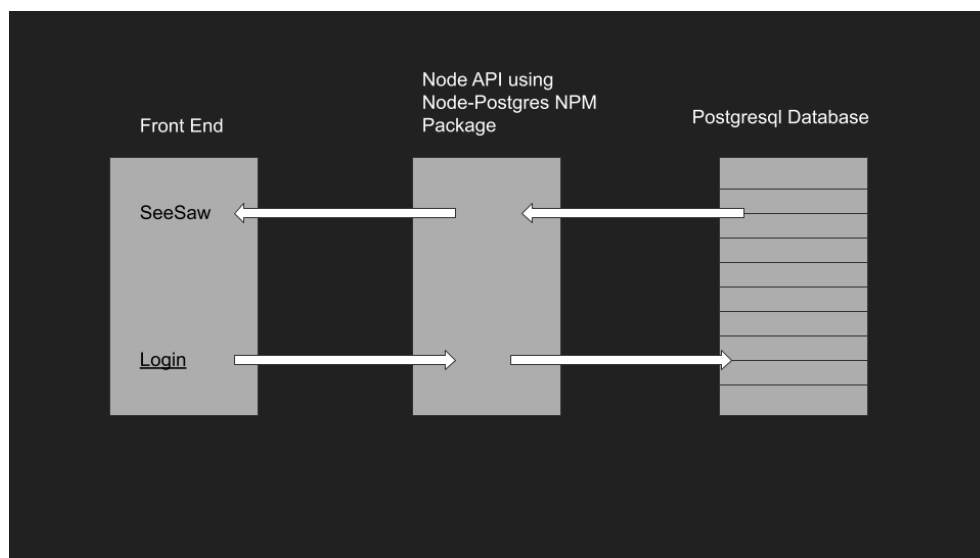 Node API using
Node-Postgres NPM
Package
Front End
Postgresql Database
SeeSaw
Login